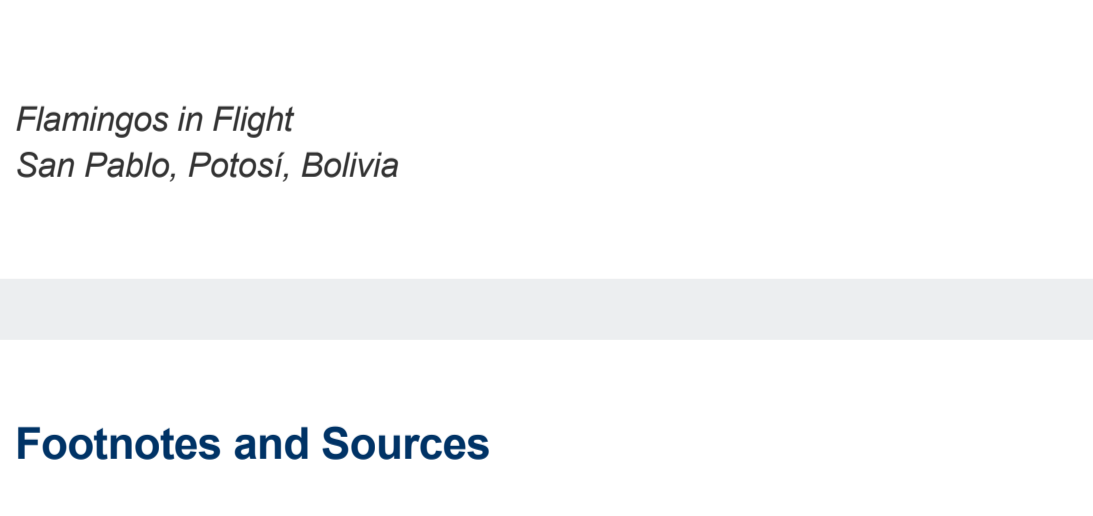 Flamingos in Flight
San Pablo, Potosí, Bolivia
Footnotes and Sources